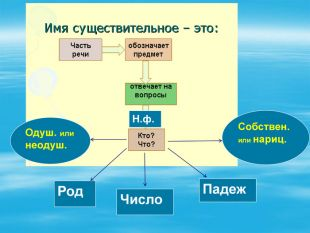 Имя существительное – это:
Часть
речи
обозначает
предмет
отвечает на
вопросы
Н.ф.
Кто?
Что?
Одуш. или
неодуш.
Собствен.
или нариц.
Род
Число
Падеж